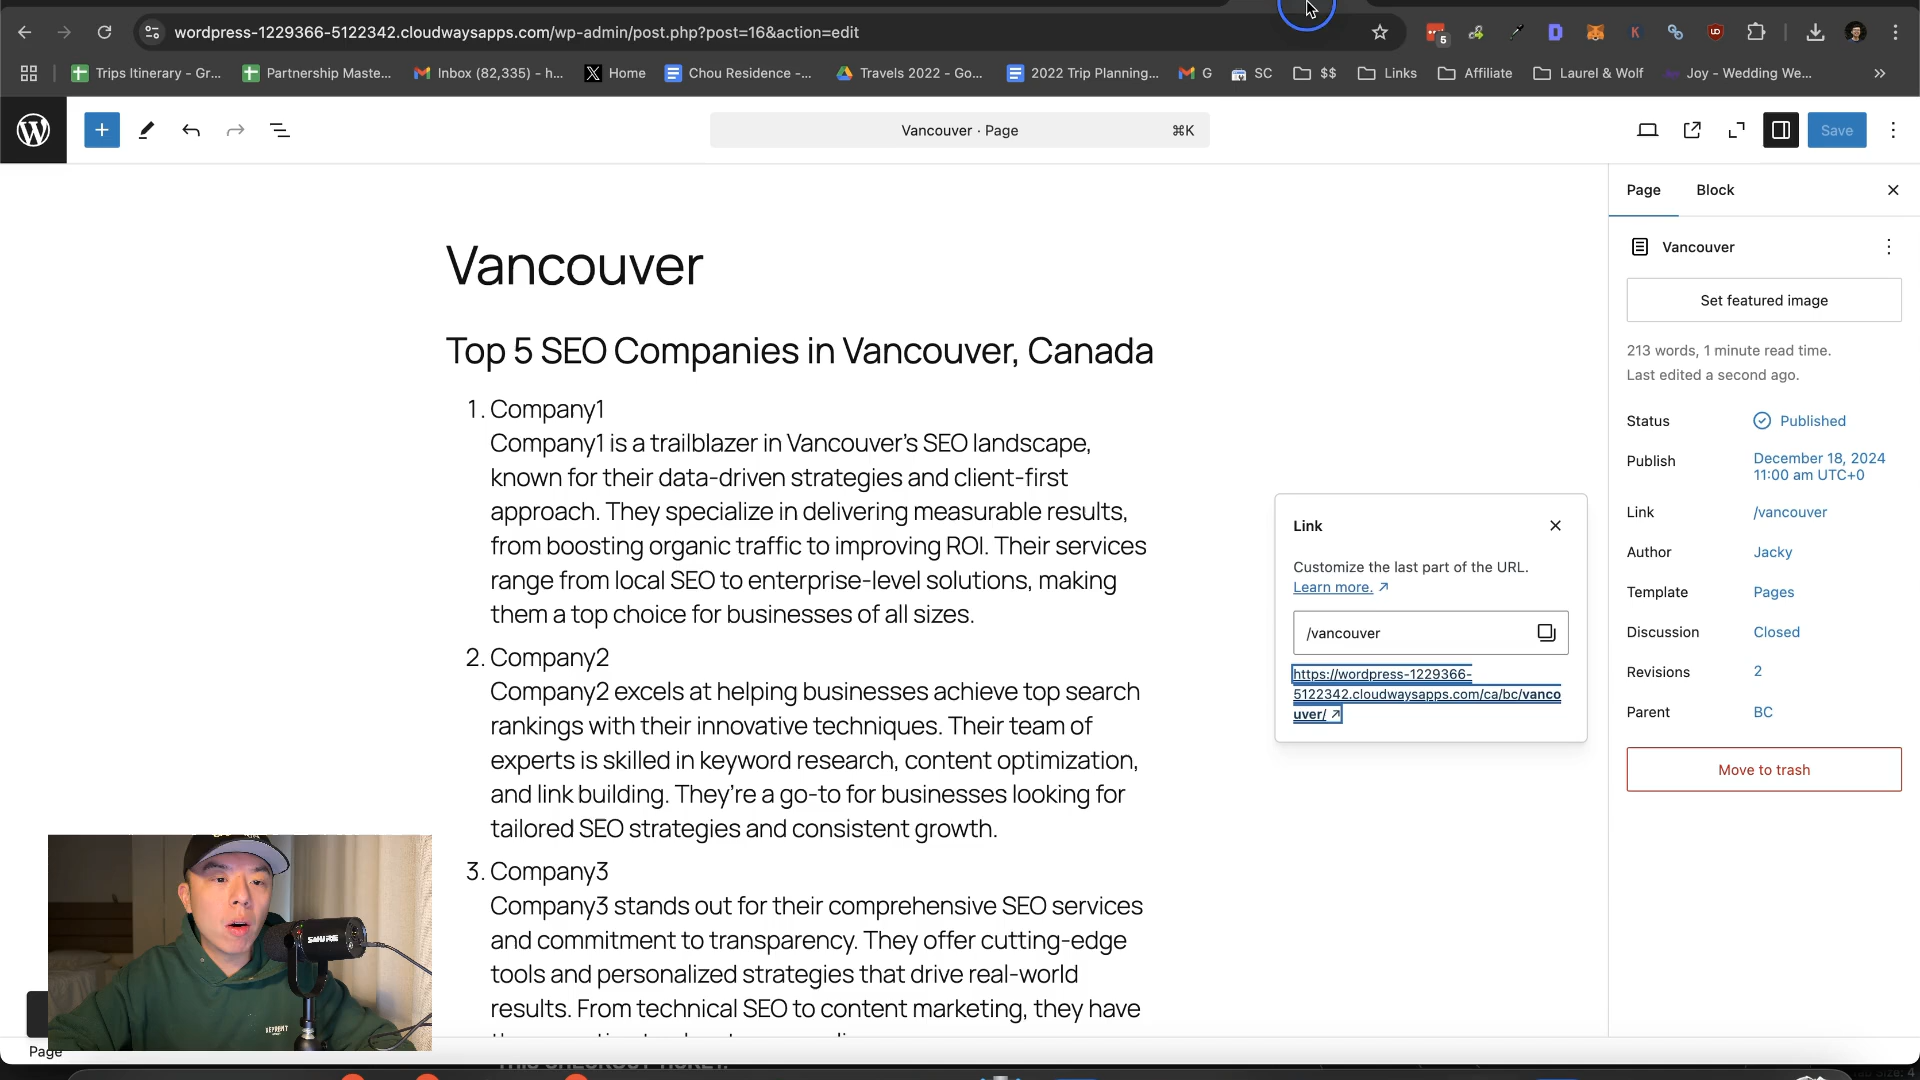 wordpress-1229366-5122342.cloudwaysapps.com/wp-admin/post.php?post=16&action=edit
5
Trips Itinerary - Gr...
Partnership Maste...
Inbox (82,335) - h...
Home
Chou Residence -...
Travels 2022 - Go...
2022 Trip Planning...
G
SC
$$
Links
Affiliate
Laurel & Wolf
Joy - Wedding We...
Vancouver · Page
⌘K
Save
Vancouver
Top 5 SEO Companies in Vancouver, Canada
1. Company1
Company1 is a trailblazer in Vancouver's SEO landscape,
known for their data-driven strategies and client-first
approach. They specialize in delivering measurable results,
from boosting organic traffic to improving ROI. Their services
range from local SEO to enterprise-level solutions, making
them a top choice for businesses of all sizes.
2. Company2
Company2 excels at helping businesses achieve top search
rankings with their innovative techniques. Their team of
experts is skilled in keyword research, content optimization,
and link building. They're a go-to for businesses looking for
tailored SEO strategies and consistent growth.
3. Company3
Company3 stands out for their comprehensive SEO services
and commitment to transparency. They offer cutting-edge
tools and personalized strategies that drive real-world
results. From technical SEO to content marketing, they have
Link
Customize the last part of the URL.
Learn more.
/vancouver
https://wordpress-1229366-
5122342.cloudwaysapps.com/ca/bc/vanco
uver/
Page
Block
Vancouver
Set featured image
213 words, 1 minute read time.
Last edited a second ago.
Status
Published
Publish
December 18, 2024
11:00 am UTC+0
Link
/vancouver
Author
Jacky
Template
Pages
Discussion
Closed
Revisions
2
Parent
BC
Move to trash
SHURE
Page